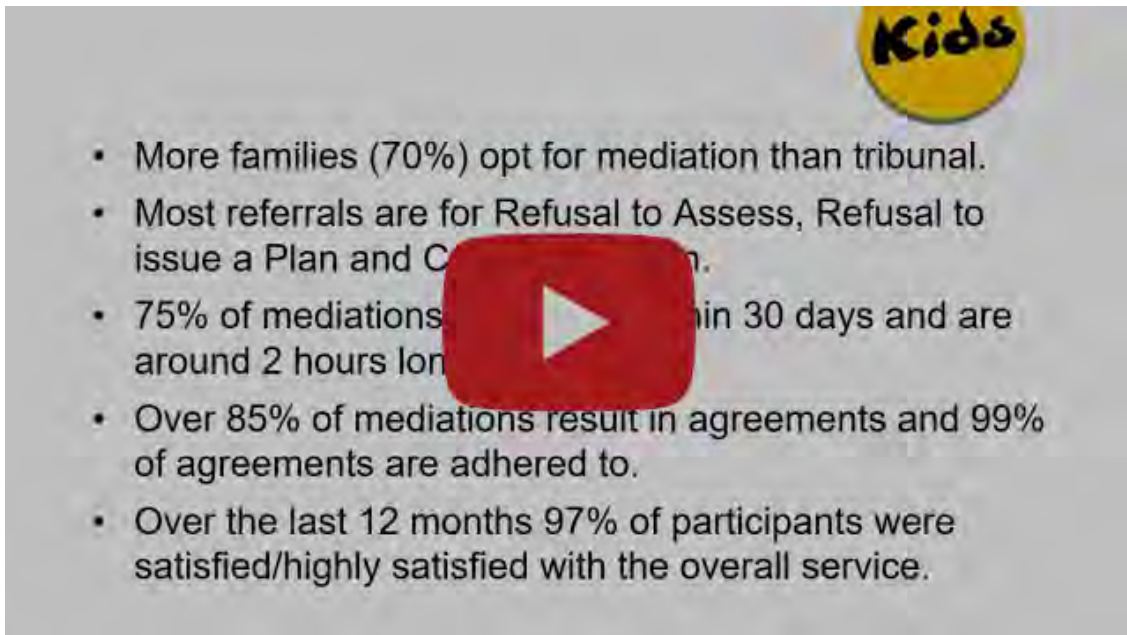 Kids
• More families (70%) opt for mediation than tribunal.
• Most referrals are for Refusal to Assess, Refusal to
issue a Plan and
• 75% of mediations 30 days and are
around 2 hours
• Over 85% of mediations result in agreements and 99%
of agreements are adhered to.
• Over the last 12 months 97% of participants were
satisfied/highly satisfied with the overall service.